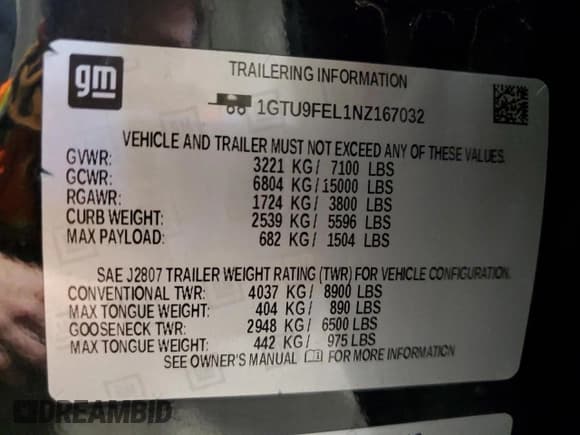 gm
TRAILERING INFORMATION
1GTU9FEL1NZ167032
VEHICLE AND TRAILER MUST NOT EXCEED ANY OF THESE VALUES.
GVWR: 3221 KG/ 7100 LBS
GCWR: 6804 KG/ 15000 LBS
RGAWR: 1724 KG/ 3800 LBS
CURB WEIGHT: 2539 KG/ 5596 LBS
MAX PAYLOAD: 682 KG/ 1504 LBS
SAE J2807 TRAILER WEIGHT RATING (TWR) FOR VEHICLE CONFIGURATION.
CONVENTIONAL TWR: 4037 KG/ 8900 LBS
MAX TONGUE WEIGHT: 404 KG/ 890 LBS
GOOSENECK TWR: 2948 KG/ 6500 LBS
MAX TONGUE WEIGHT: 442 KG/ 975 LBS
SEE OWNER'S MANUAL FOR MORE INFORMATION
DREAMBID